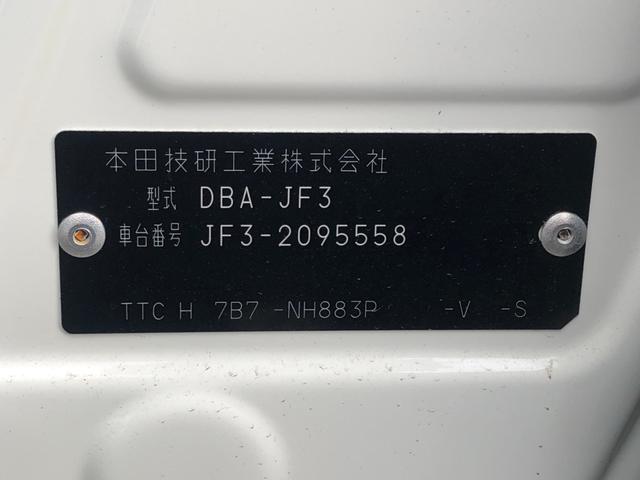 本田技研工業株式会社
型式 DBA-JF3
車台番号 JF3-2095558
TTC H 7B7 -NH883P -V -S